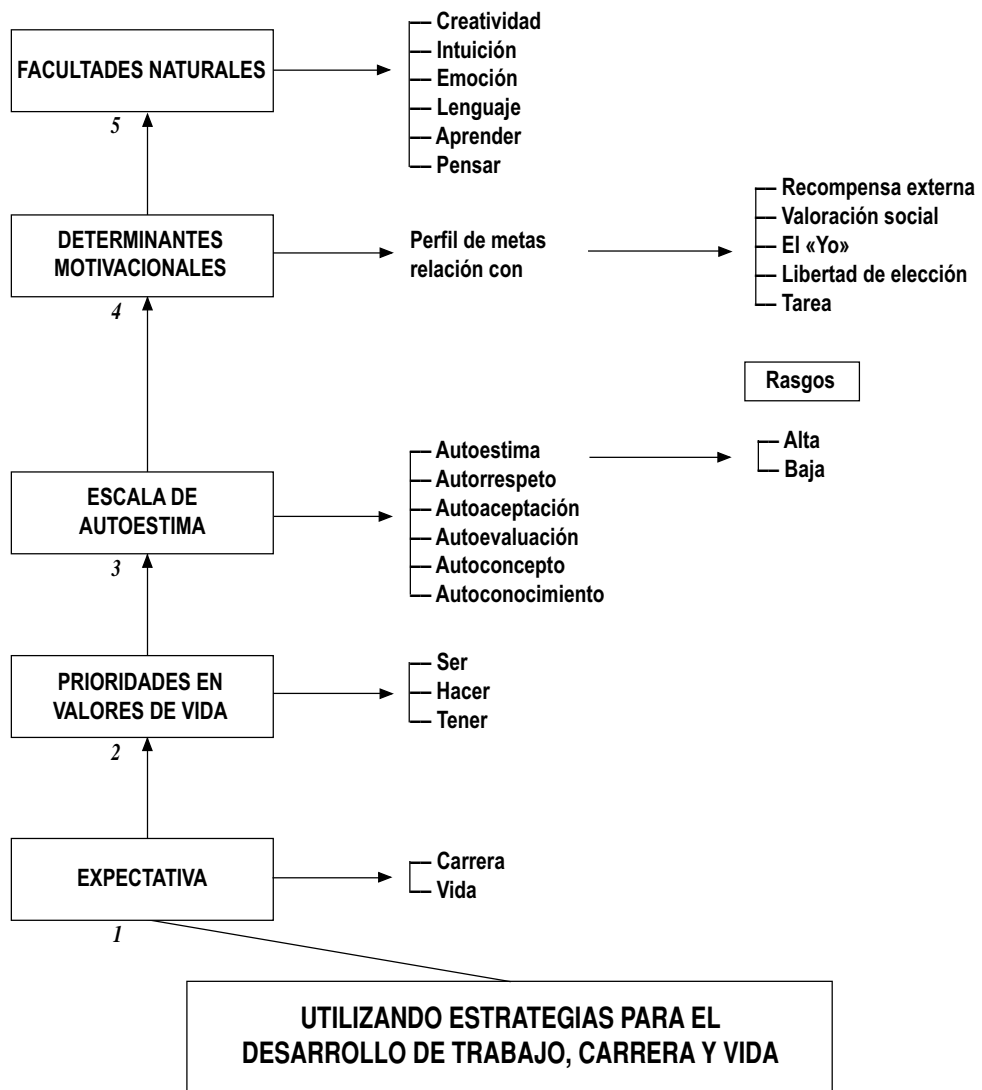 Creatividad
Intuición
FACULTADES NATURALES
Emoción
Lenguaje
Aprender
Pensar
5
Recompensa externa
Valoración social
DETERMINANTES
MOTIVACIONALES
Perfil de metas
relación con
El «Yo»
Libertad de elección
Tarea
4
Rasgos
Autoestima
Alta
Baja
Autorrespeto
ESCALA DE
AUTOESTIMA
Autoaceptación
Autoevaluación
Autoconcepto
Autoconocimiento
3
PRIORIDADES EN
VALORES DE VIDA
Ser
Hacer
Tener
2
EXPECTATIVA
Carrera
Vida
1
UTILIZANDO ESTRATEGIAS PARA EL
DESARROLLO DE TRABAJO, CARRERA Y VIDA